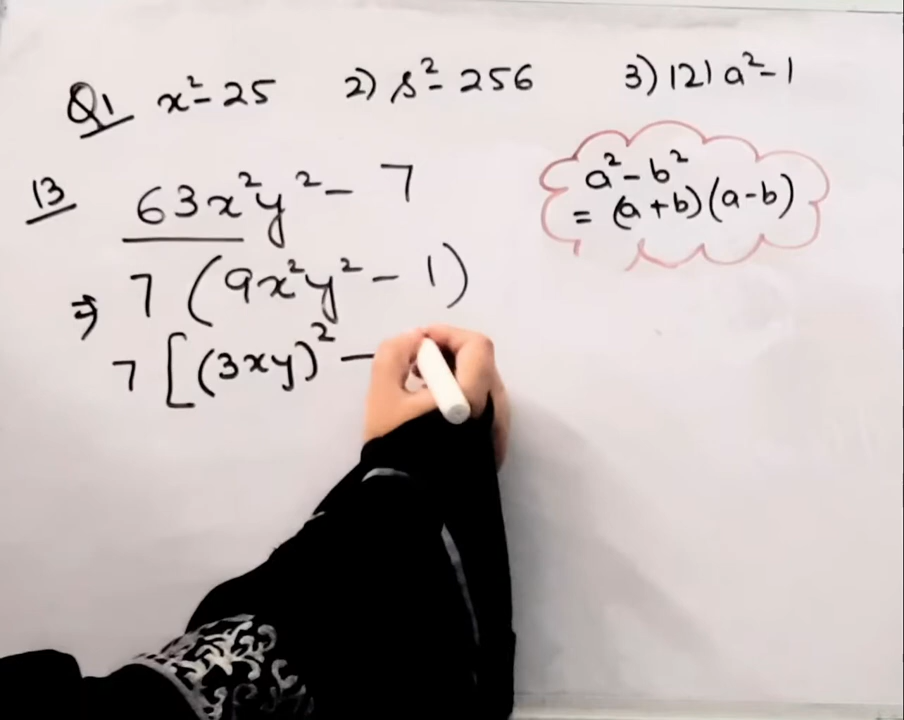 Q1 x²-25 2) s²-256 3) 121a²-1
13 63x²y² - 7
a²-b²
= (a+b)(a-b)
⇒ 7 (9x²y² - 1)
7 [(3xy)² -